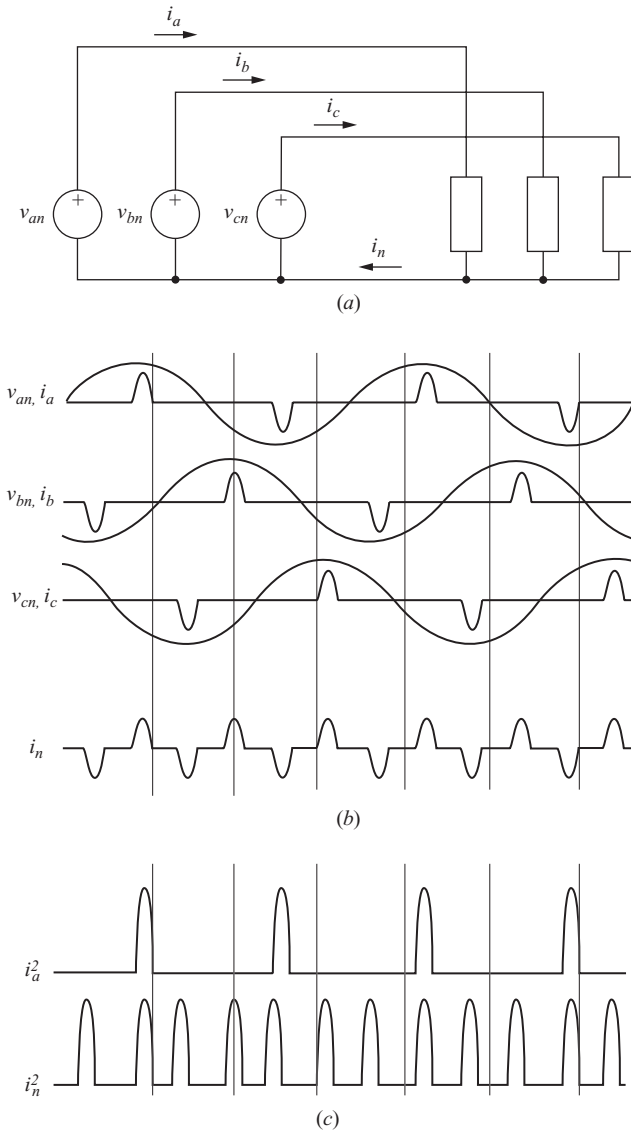 i_a
i_b
i_c
+ + +
v_an v_bn v_cn
i_n
(a)
v_an, i_a
v_bn, i_b
v_cn, i_c
i_n
(b)
i_a^2
i_n^2
(c)